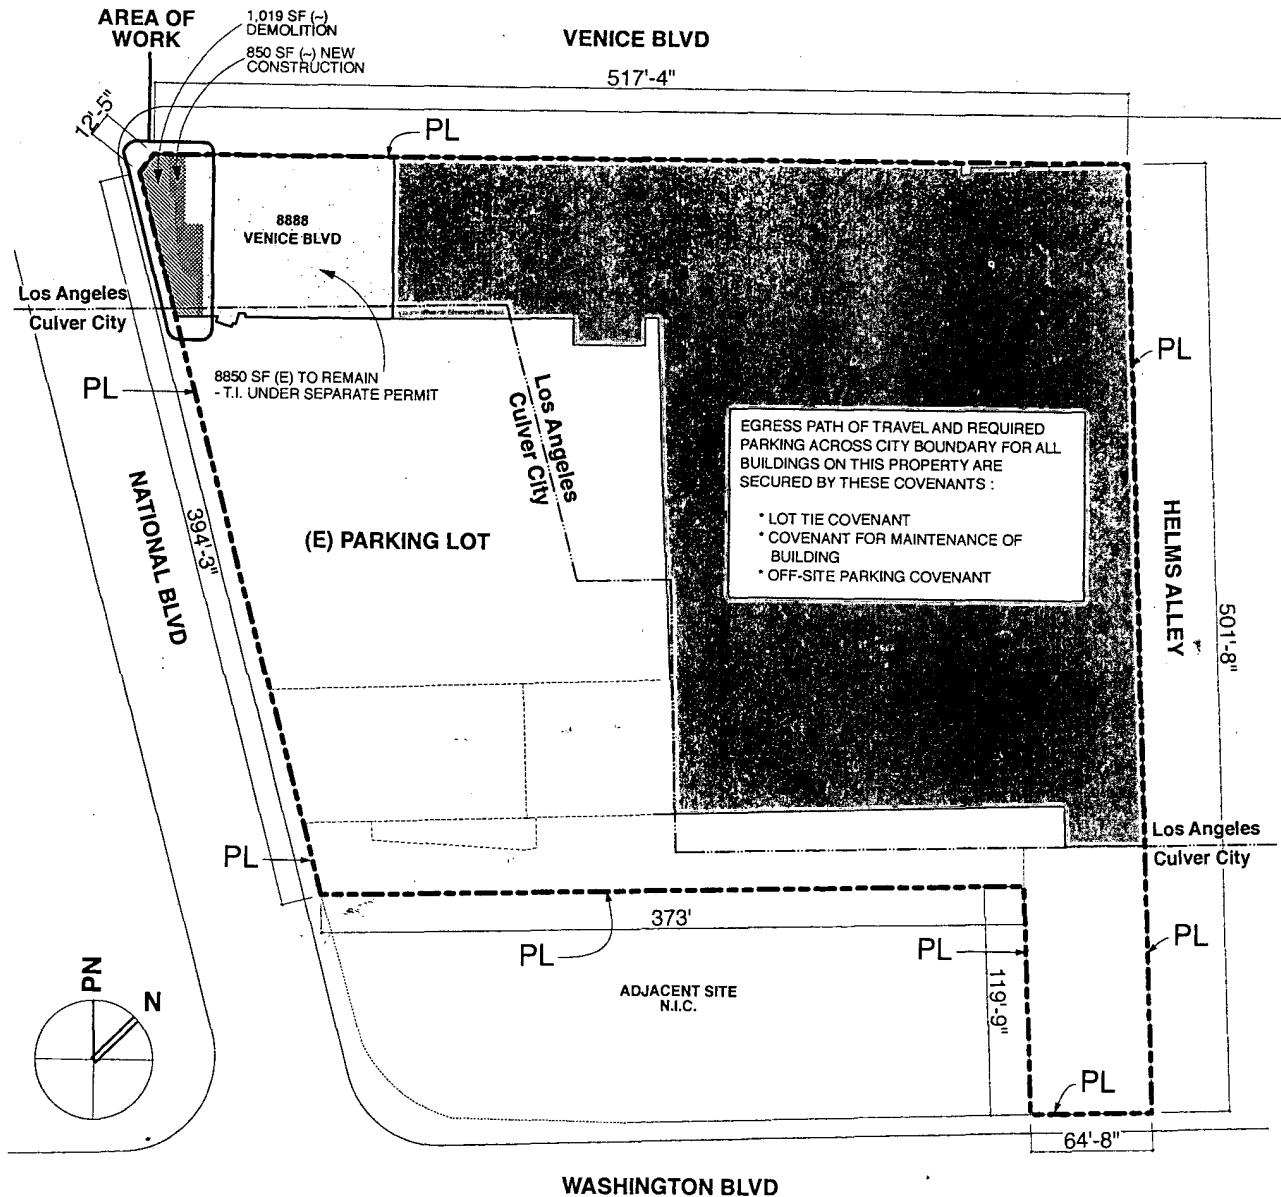 AREA OF
WORK
1,019 SF (~)
DEMOLITION
850 SF (~) NEW
CONSTRUCTION
VENICE BLVD
517'-4"
12'-5"
PL
8888
VENICE BLVD
Los Angeles
Culver City
8850 SF (E) TO REMAIN
- T.I. UNDER SEPARATE PERMIT
PL
PL
Los Angeles
Culver City
EGRESS PATH OF TRAVEL AND REQUIRED
PARKING ACROSS CITY BOUNDARY FOR ALL
BUILDINGS ON THIS PROPERTY ARE
SECURED BY THESE COVENANTS :
* LOT TIE COVENANT
* COVENANT FOR MAINTENANCE OF
BUILDING
* OFF-SITE PARKING COVENANT
NATIONAL BLVD
394'-3"
(E) PARKING LOT
HELMS ALLEY
501'-8"
Los Angeles
Culver City
PL
373'
PL
PL
PL
119'-9"
ADJACENT SITE
N.I.C.
PN
N
PL
64'-8"
WASHINGTON BLVD